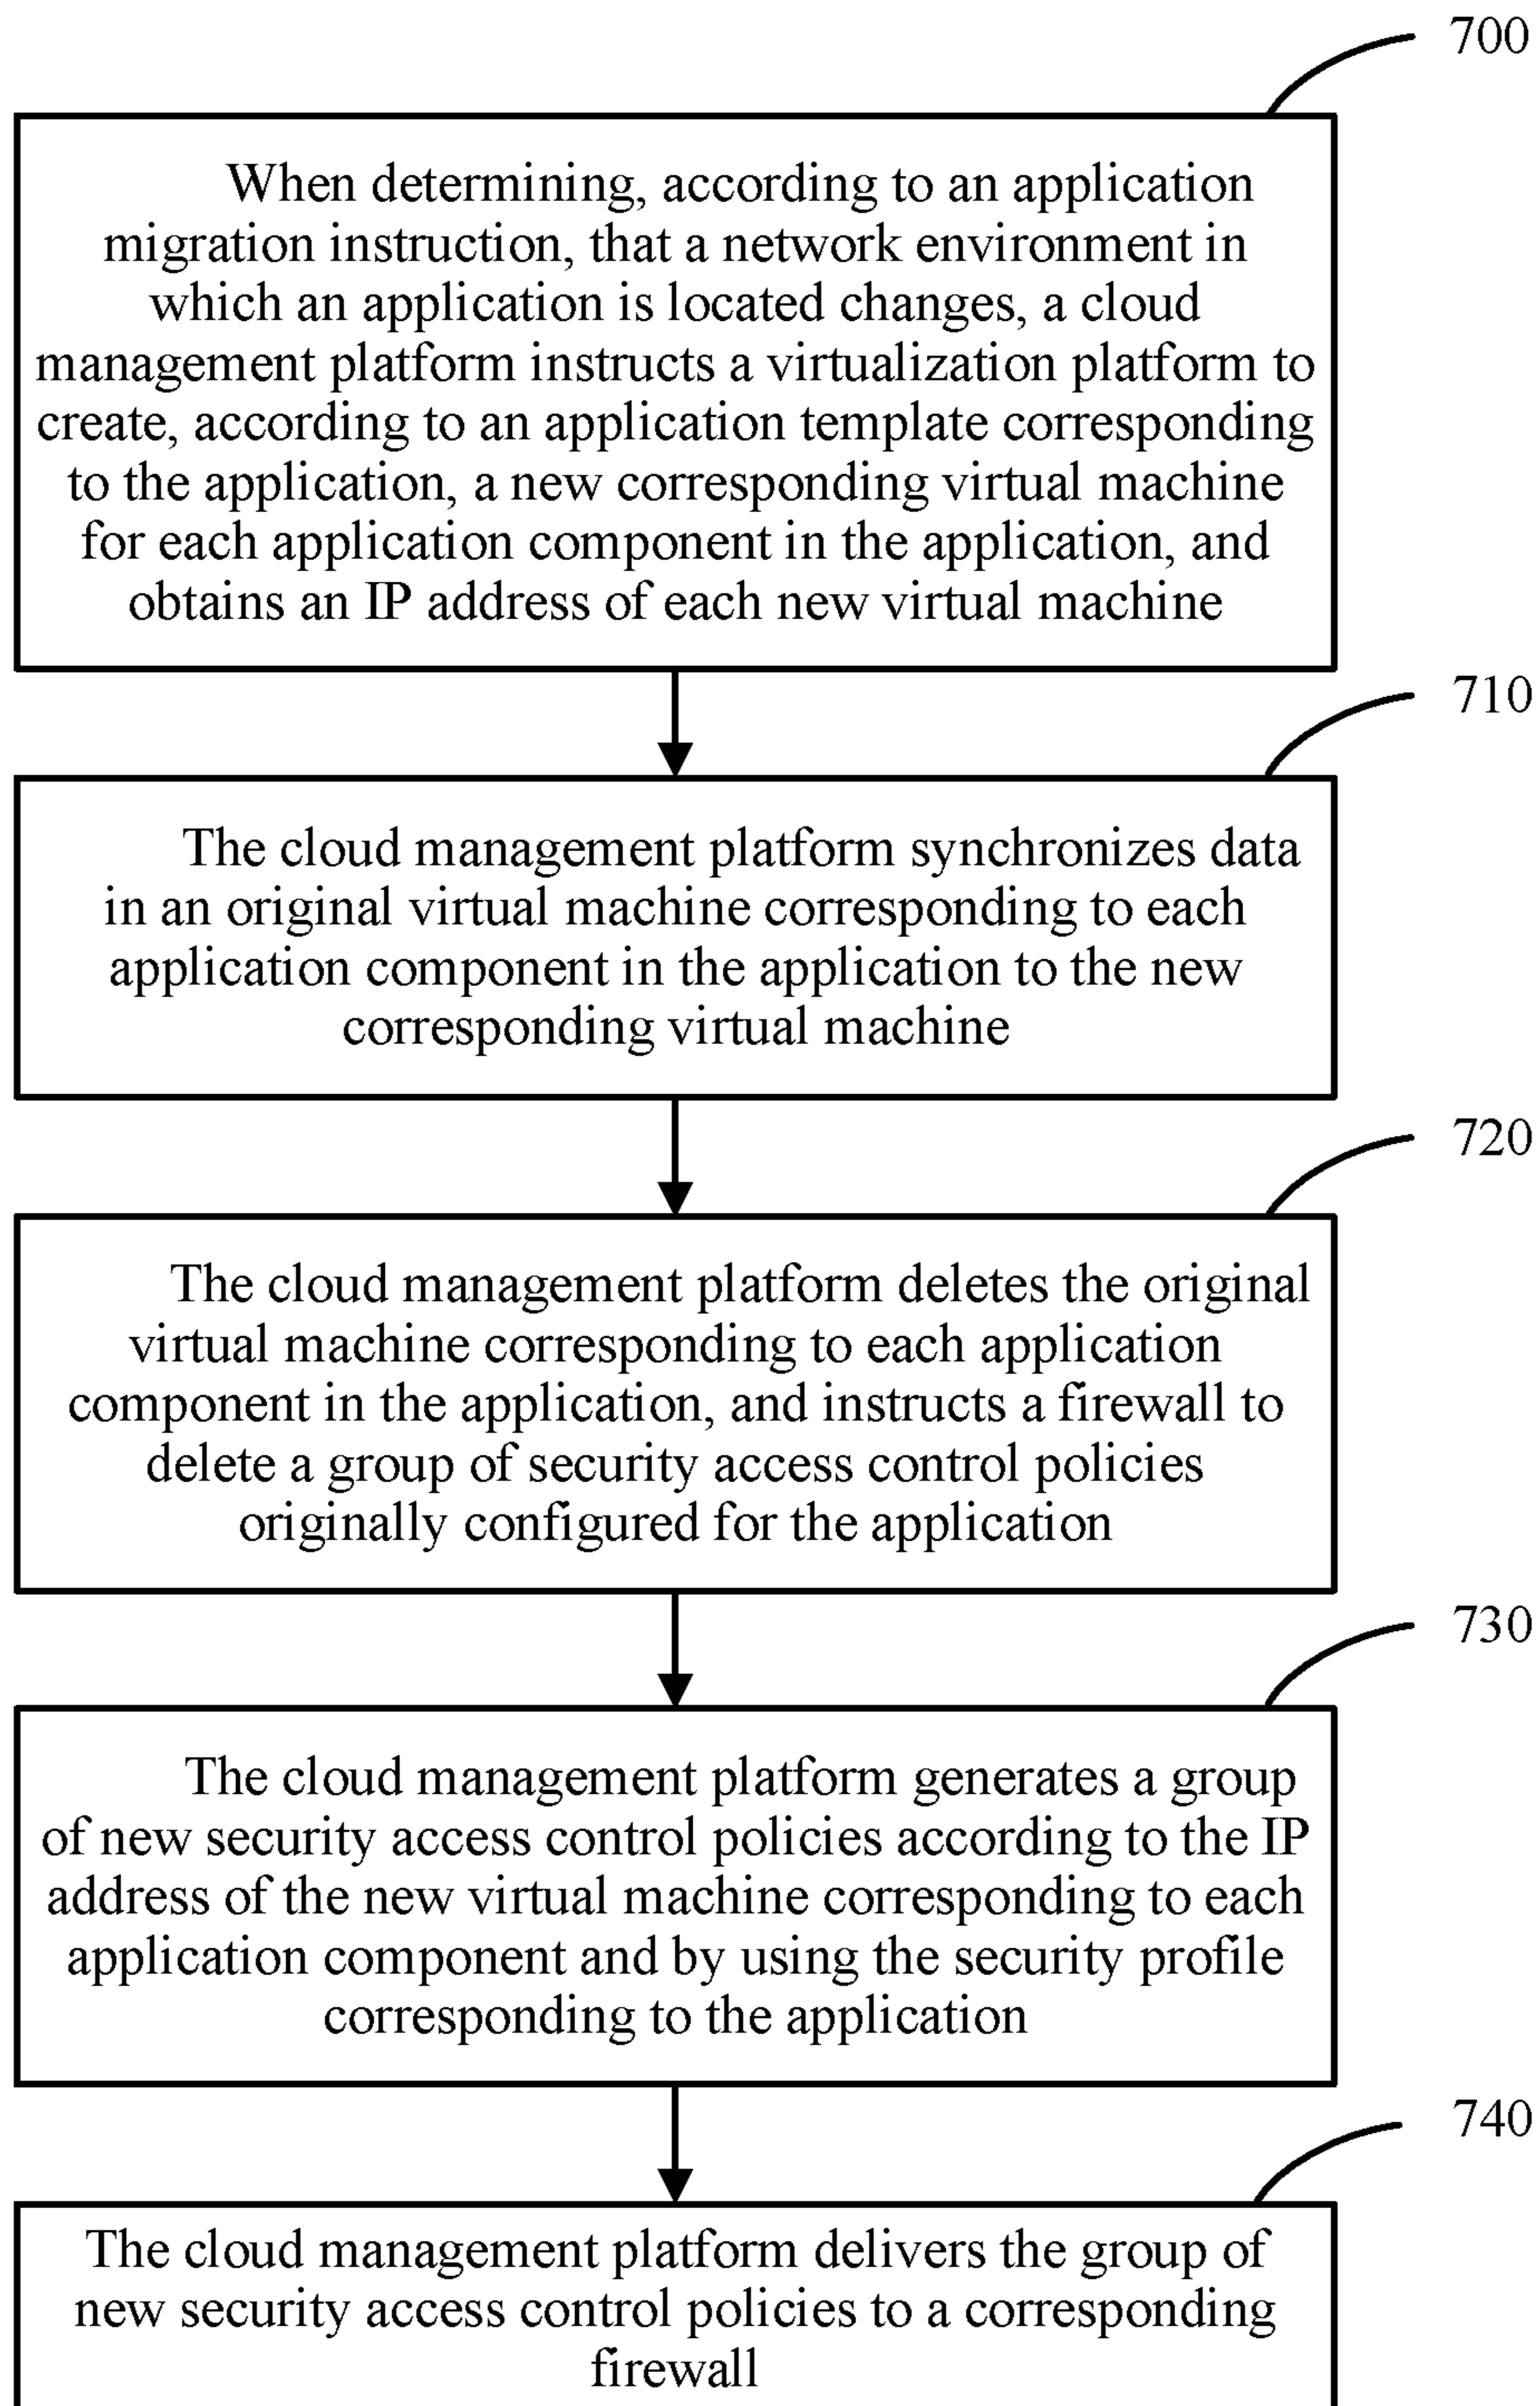 700
When determining, according to an application
migration instruction, that a network environment in
which an application is located changes, a cloud
management platform instructs a virtualization platform to
create, according to an application template corresponding
to the application, a new corresponding virtual machine
for each application component in the application, and
obtains an IP address of each new virtual machine
710
The cloud management platform synchronizes data
in an original virtual machine corresponding to each
application component in the application to the new
corresponding virtual machine
720
The cloud management platform deletes the original
virtual machine corresponding to each application
component in the application, and instructs a firewall to
delete a group of security access control policies
originally configured for the application
730
The cloud management platform generates a group
of new security access control policies according to the IP
address of the new virtual machine corresponding to each
application component and by using the security profile
corresponding to the application
740
The cloud management platform delivers the group of
new security access control policies to a corresponding
firewall